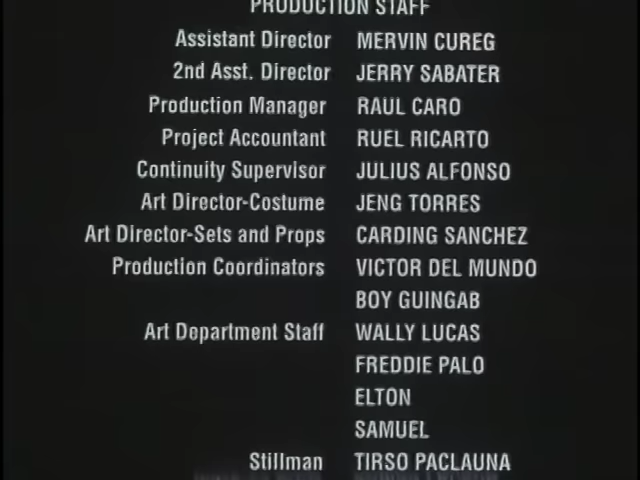 PRODUCTION STAFF
Assistant Director MERVIN CUREG
2nd Asst. Director JERRY SABATER
Production Manager RAUL CARO
Project Accountant RUEL RICARTO
Continuity Supervisor JULIUS ALFONSO
Art Director-Costume JENG TORRES
Art Director-Sets and Props CARDING SANCHEZ
Production Coordinators VICTOR DEL MUNDO
BOY GUINGAB
Art Department Staff WALLY LUCAS
FREDDIE PALO
ELTON
SAMUEL
Stillman TIRSO PACLAUNA